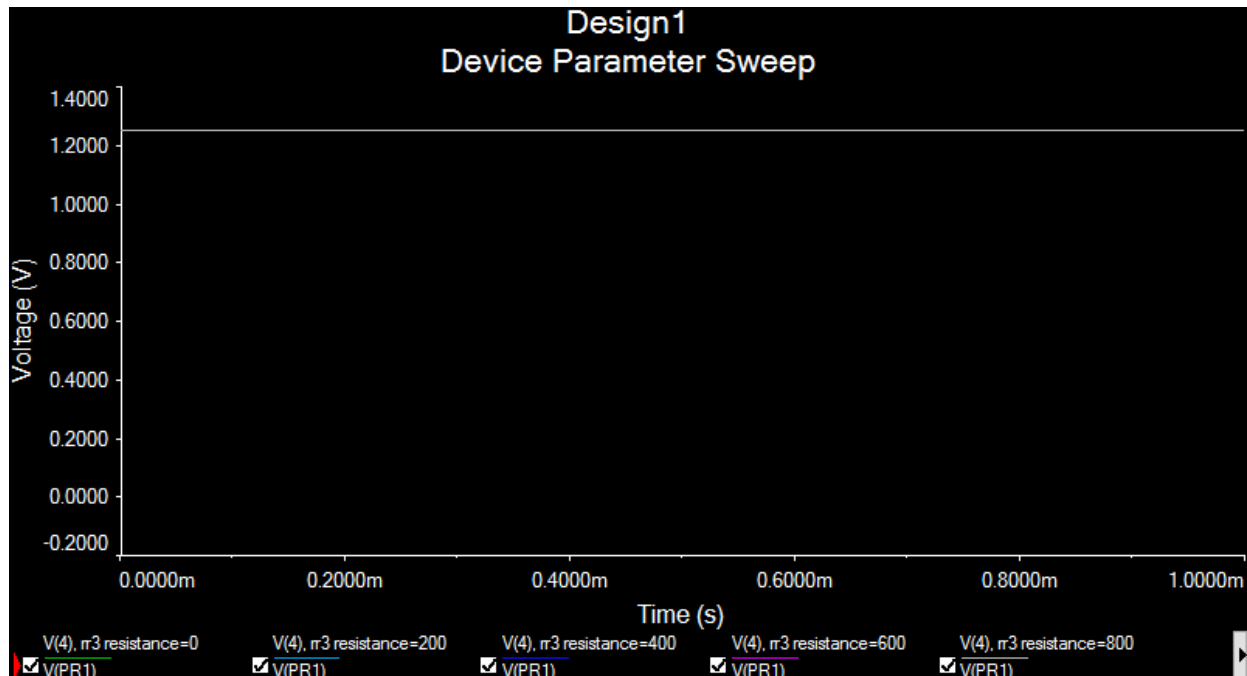 Design1
Device Parameter Sweep
1.4000
1.2000
1.0000
0.8000
0.6000
0.4000
0.2000
0.0000
-0.2000
Voltage (V)
0.0000m 0.2000m 0.4000m 0.6000m 0.8000m 1.0000m
Time (s)
V(4), rr3 resistance=0 V(4), rr3 resistance=200 V(4), rr3 resistance=400 V(4), rr3 resistance=600 V(4), rr3 resistance=800
V(PR1) V(PR1) V(PR1) V(PR1) V(PR1)